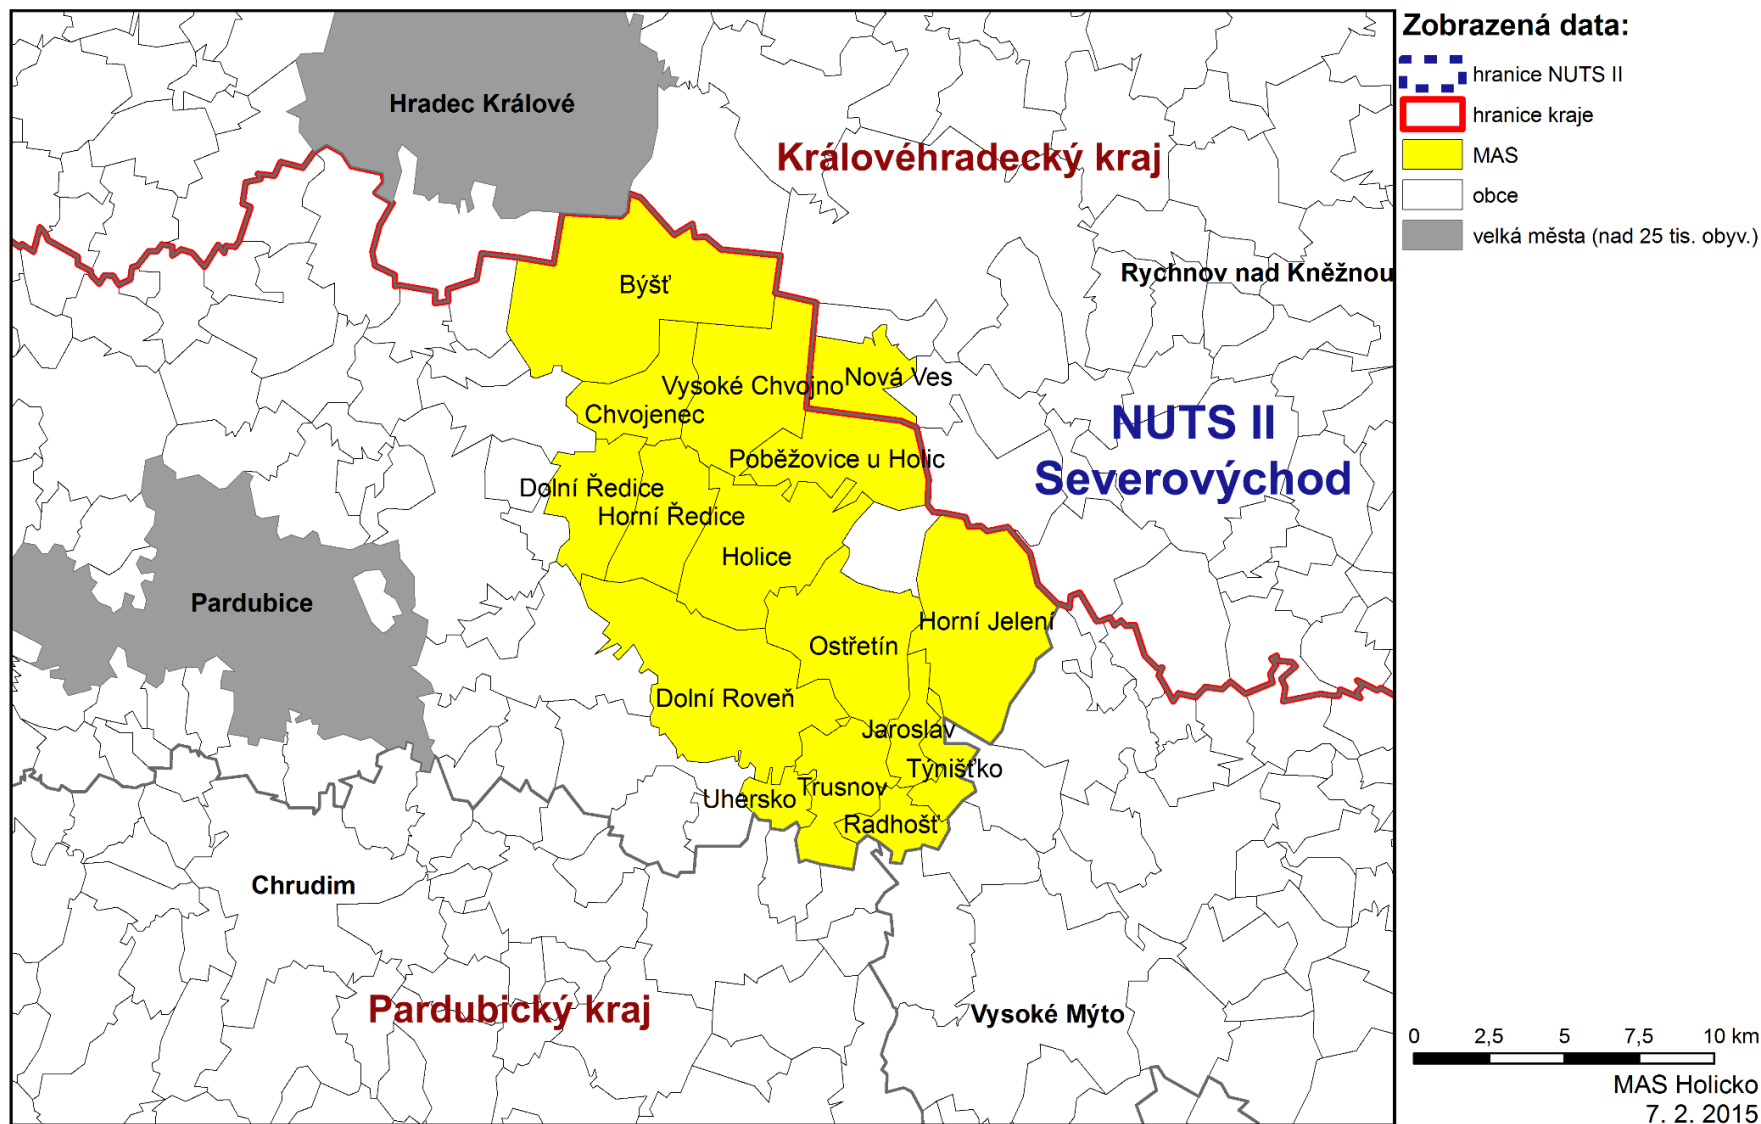 Hradec Králové
Královéhradecký kraj
Rychnov nad Kněžnou
Býšť
Vysoké Chvojno
Nová Ves
Chvojenec
NUTS II
Severovýchod
Poběžovice u Holic
Dolní Ředice
Horní Ředice
Holice
Pardubice
Horní Jelení
Ostřetín
Dolní Roveň
Jaroslav
Týnišťko
Trusnov
Uhersko
Radhošť
Chrudim
Pardubický kraj
Vysoké Mýto
Zobrazená data:
hranice NUTS II
hranice kraje
MAS
obce
velká města (nad 25 tis. obyv.)
0 2,5 5 7,5 10 km
MAS Holicko
7. 2. 2015